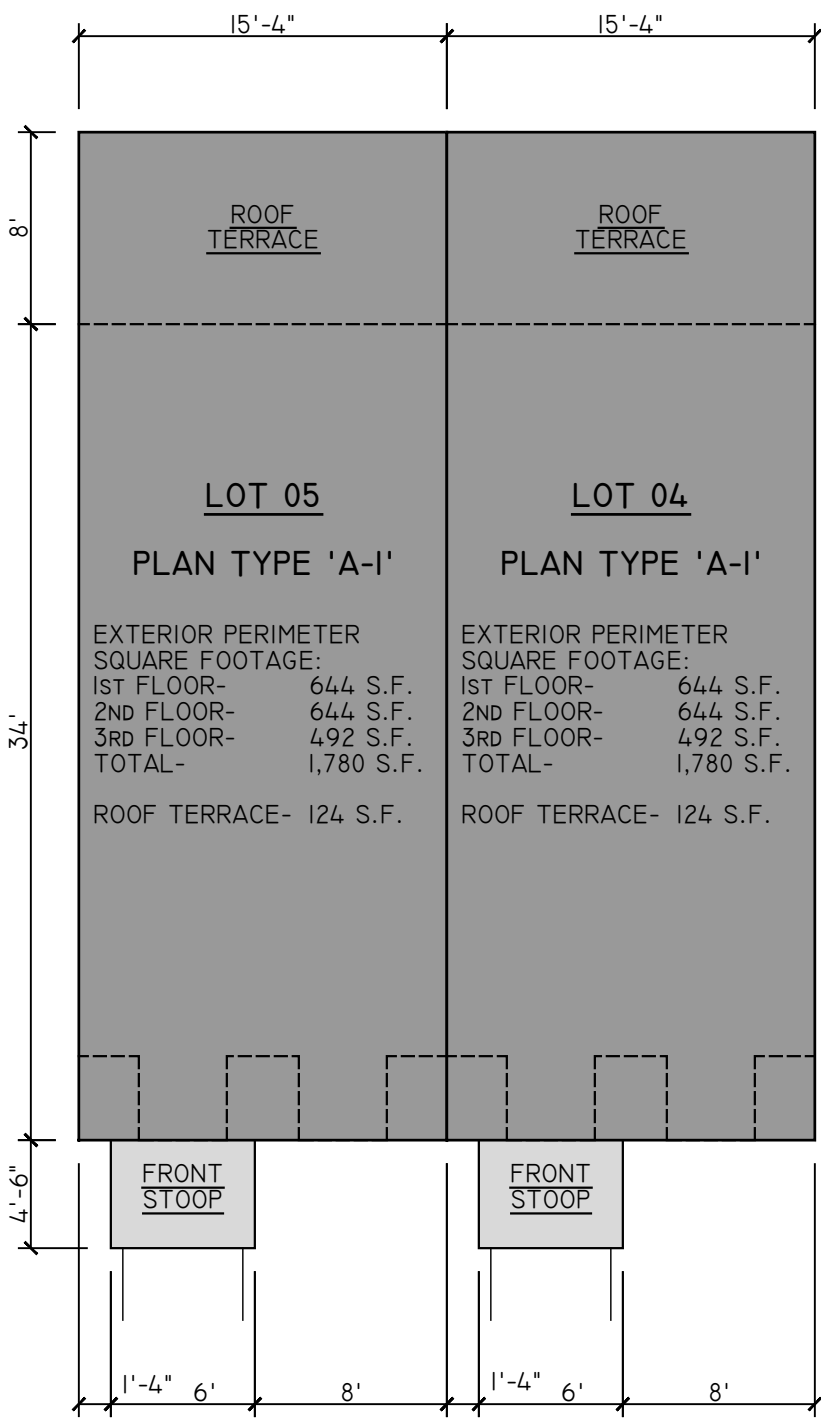 15'-4" 15'-4"
8'
ROOF
TERRACE
ROOF
TERRACE
34'
LOT 05
PLAN TYPE 'A-1'
EXTERIOR PERIMETER
SQUARE FOOTAGE:
1ST FLOOR- 644 S.F.
2ND FLOOR- 644 S.F.
3RD FLOOR- 492 S.F.
TOTAL- 1,780 S.F.
ROOF TERRACE- 124 S.F.
LOT 04
PLAN TYPE 'A-1'
EXTERIOR PERIMETER
SQUARE FOOTAGE:
1ST FLOOR- 644 S.F.
2ND FLOOR- 644 S.F.
3RD FLOOR- 492 S.F.
TOTAL- 1,780 S.F.
ROOF TERRACE- 124 S.F.
4'-6"
FRONT
STOOP
FRONT
STOOP
1'-4" 6' 8' 1'-4" 6' 8'